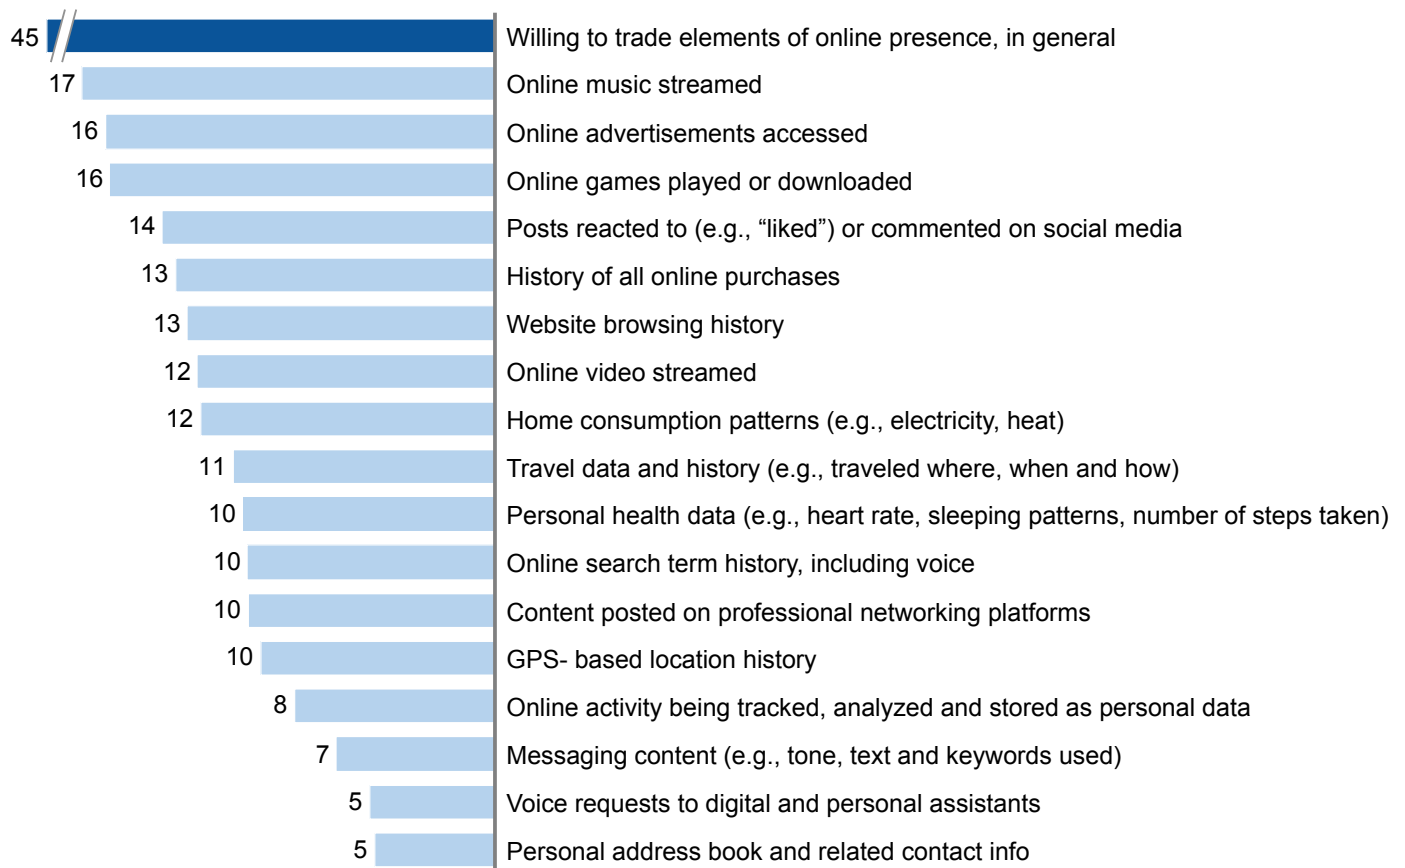 45 Willing to trade elements of online presence, in general
17 Online music streamed
16 Online advertisements accessed
16 Online games played or downloaded
14 Posts reacted to (e.g., “liked”) or commented on social media
13 History of all online purchases
13 Website browsing history
12 Online video streamed
12 Home consumption patterns (e.g., electricity, heat)
11 Travel data and history (e.g., traveled where, when and how)
10 Personal health data (e.g., heart rate, sleeping patterns, number of steps taken)
10 Online search term history, including voice
10 Content posted on professional networking platforms
10 GPS- based location history
8 Online activity being tracked, analyzed and stored as personal data
7 Messaging content (e.g., tone, text and keywords used)
5 Voice requests to digital and personal assistants
5 Personal address book and related contact info